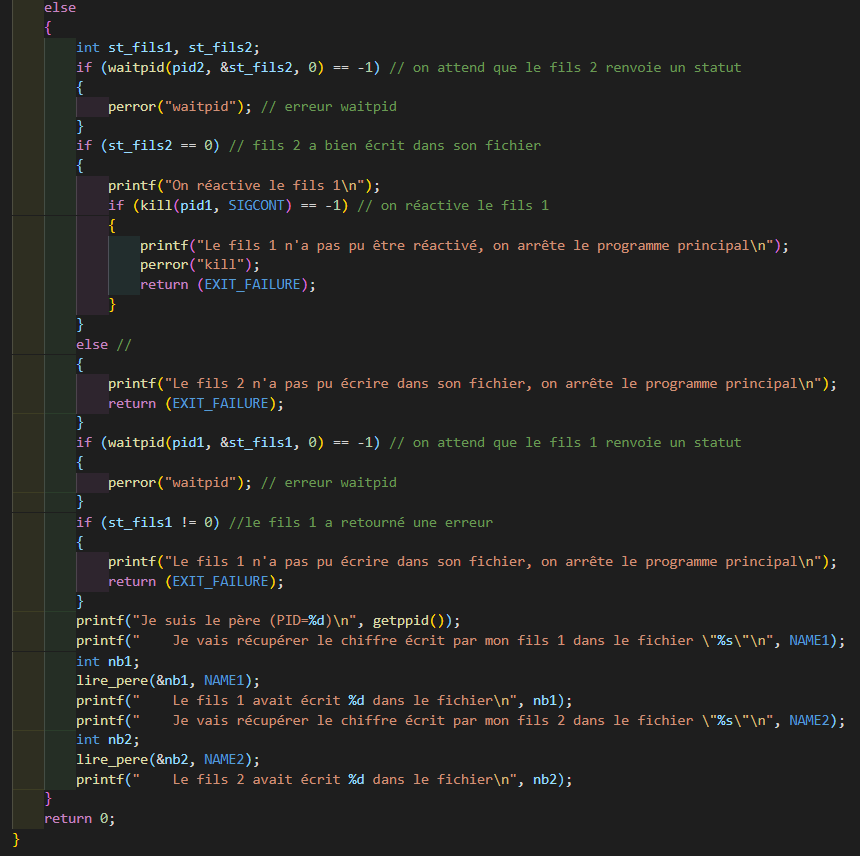 else
{
int st_fils1, st_fils2;
if (waitpid(pid2, &st_fils2, 0) == -1) // on attend que le fils 2 renvoie un statut
{
perror("waitpid"); // erreur waitpid
}
if (st_fils2 == 0) // fils 2 a bien écrit dans son fichier
{
printf("On réactive le fils 1\n");
if (kill(pid1, SIGCONT) == -1) // on réactive le fils 1
{
printf("Le fils 1 n'a pas pu être réactivé, on arrête le programme principal\n");
perror("kill");
return (EXIT_FAILURE);
}
}
else //
{
printf("Le fils 2 n'a pas pu écrire dans son fichier, on arrête le programme principal\n");
return (EXIT_FAILURE);
}
if (waitpid(pid1, &st_fils1, 0) == -1) // on attend que le fils 1 renvoie un statut
{
perror("waitpid"); // erreur waitpid
}
if (st_fils1 != 0) //le fils 1 a retourné une erreur
{
printf("Le fils 1 n'a pas pu écrire dans son fichier, on arrête le programme principal\n");
return (EXIT_FAILURE);
}
printf("Je suis le père (PID=%d)\n", getppid());
printf("    Je vais récupérer le chiffre écrit par mon fils 1 dans le fichier \"%s\"\n", NAME1);
int nb1;
lire_pere(&nb1, NAME1);
printf("    Le fils 1 avait écrit %d dans le fichier\n", nb1);
printf("    Je vais récupérer le chiffre écrit par mon fils 2 dans le fichier \"%s\"\n", NAME2);
int nb2;
lire_pere(&nb2, NAME2);
printf("    Le fils 2 avait écrit %d dans le fichier\n", nb2);
}
return 0;
}